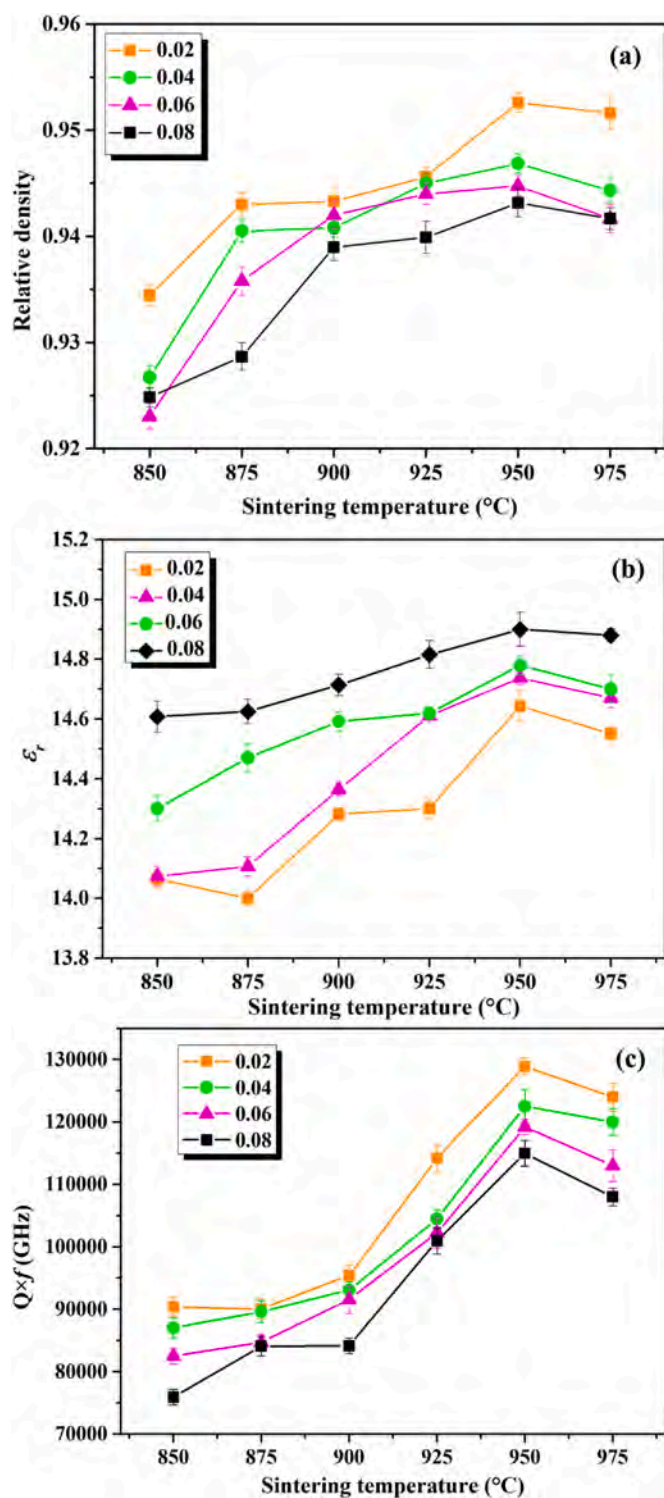 0.96
0.02
0.04
0.06
0.08
(a)
0.95
0.94
0.93
0.92
Relative density
850 875 900 925 950 975
Sintering temperature (°C)
15.2
0.02
0.04
0.06
0.08
(b)
15.0
14.8
14.6
14.4
14.2
14.0
13.8
εr
850 875 900 925 950 975
Sintering temperature (°C)
130000
0.02
0.04
0.06
0.08
(c)
120000
110000
100000
90000
80000
70000
Q×f (GHz)
850 875 900 925 950 975
Sintering temperature (°C)